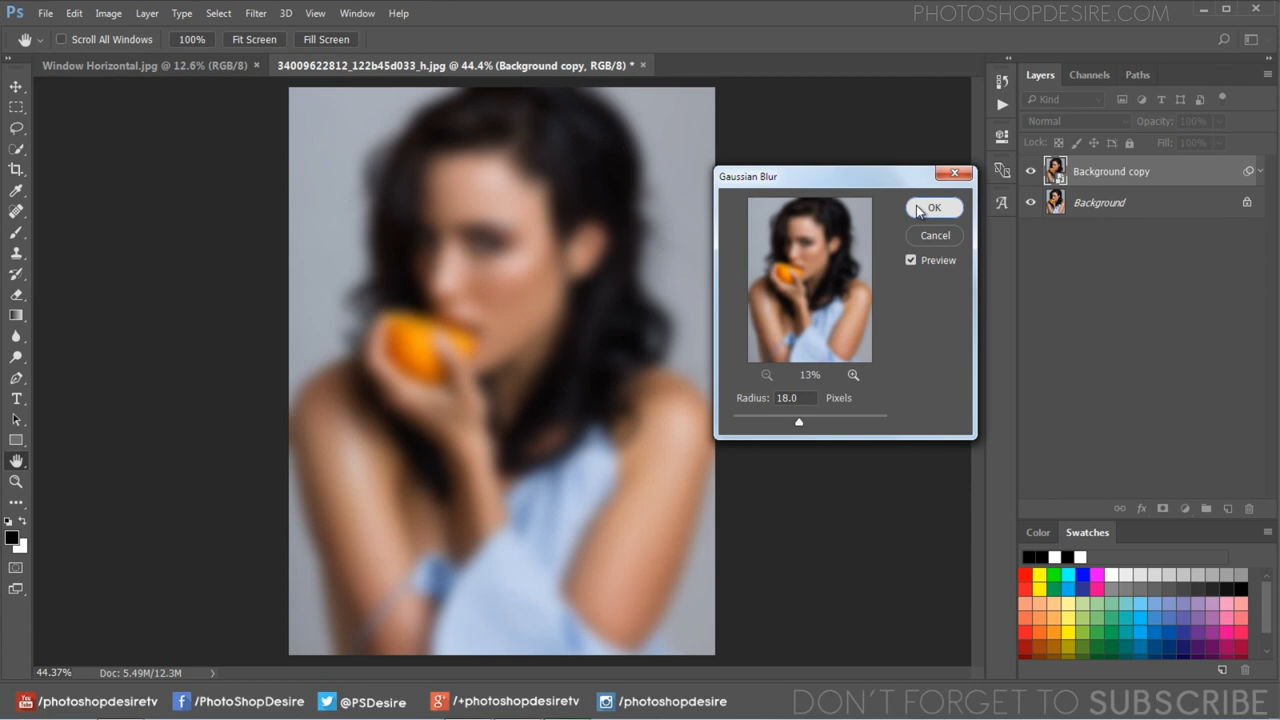 Ps File Edit Image Layer Type Select Filter 3D View Window Help
PHOTOSHOPDESIRE.COM
Scroll All Windows 100% Fit Screen Fill Screen
Window Horizontal.jpg @ 12.6% (RGB/8) × 34009622812_122b45d033_h.jpg @ 44.4% (Background copy, RGB/8) * ×
Gaussian Blur
OK
Cancel
Preview
13%
Radius: 18.0 Pixels
Layers Channels Paths
Kind
Normal Opacity: 100%
Lock: Fill: 100%
Background copy
Background
Color Swatches
44.37% Doc: 5.49M/12.3M
You Tube /photoshopdesiretv /PhotoShopDesire @PSDesire /+photoshopdesiretv /photoshopdesire
DON'T FORGET TO SUBSCRIBE